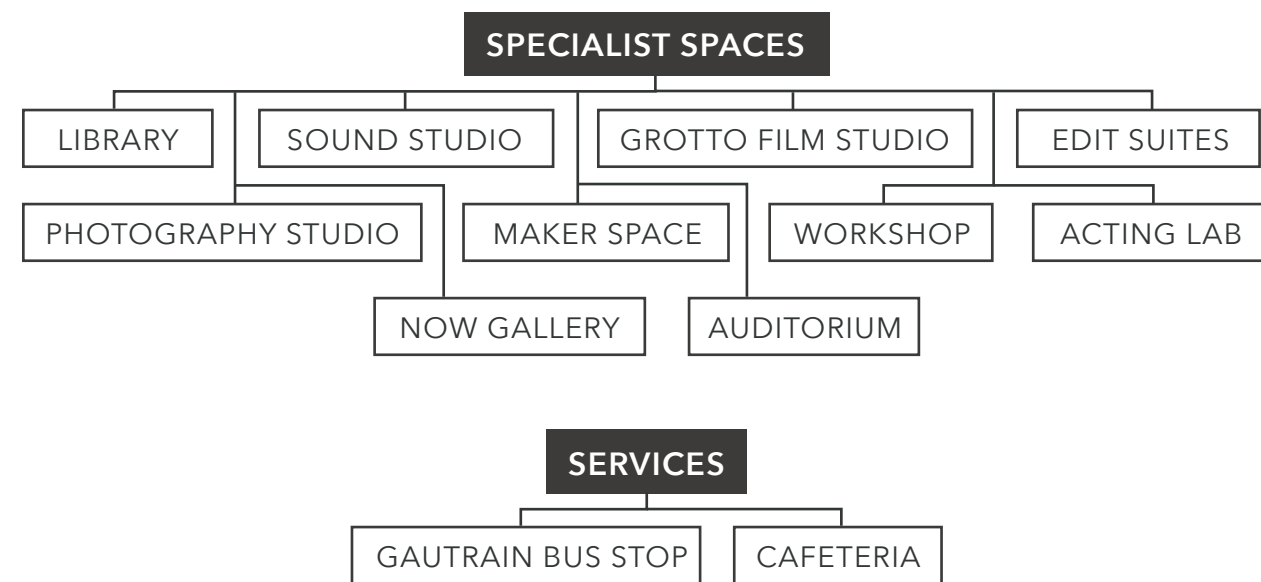 SPECIALIST SPACES
LIBRARY
SOUND STUDIO
GROTTO FILM STUDIO
EDIT SUITES
PHOTOGRAPHY STUDIO
MAKER SPACE
WORKSHOP
ACTING LAB
NOW GALLERY
AUDITORIUM
SERVICES
GAUTRAIN BUS STOP
CAFETERIA